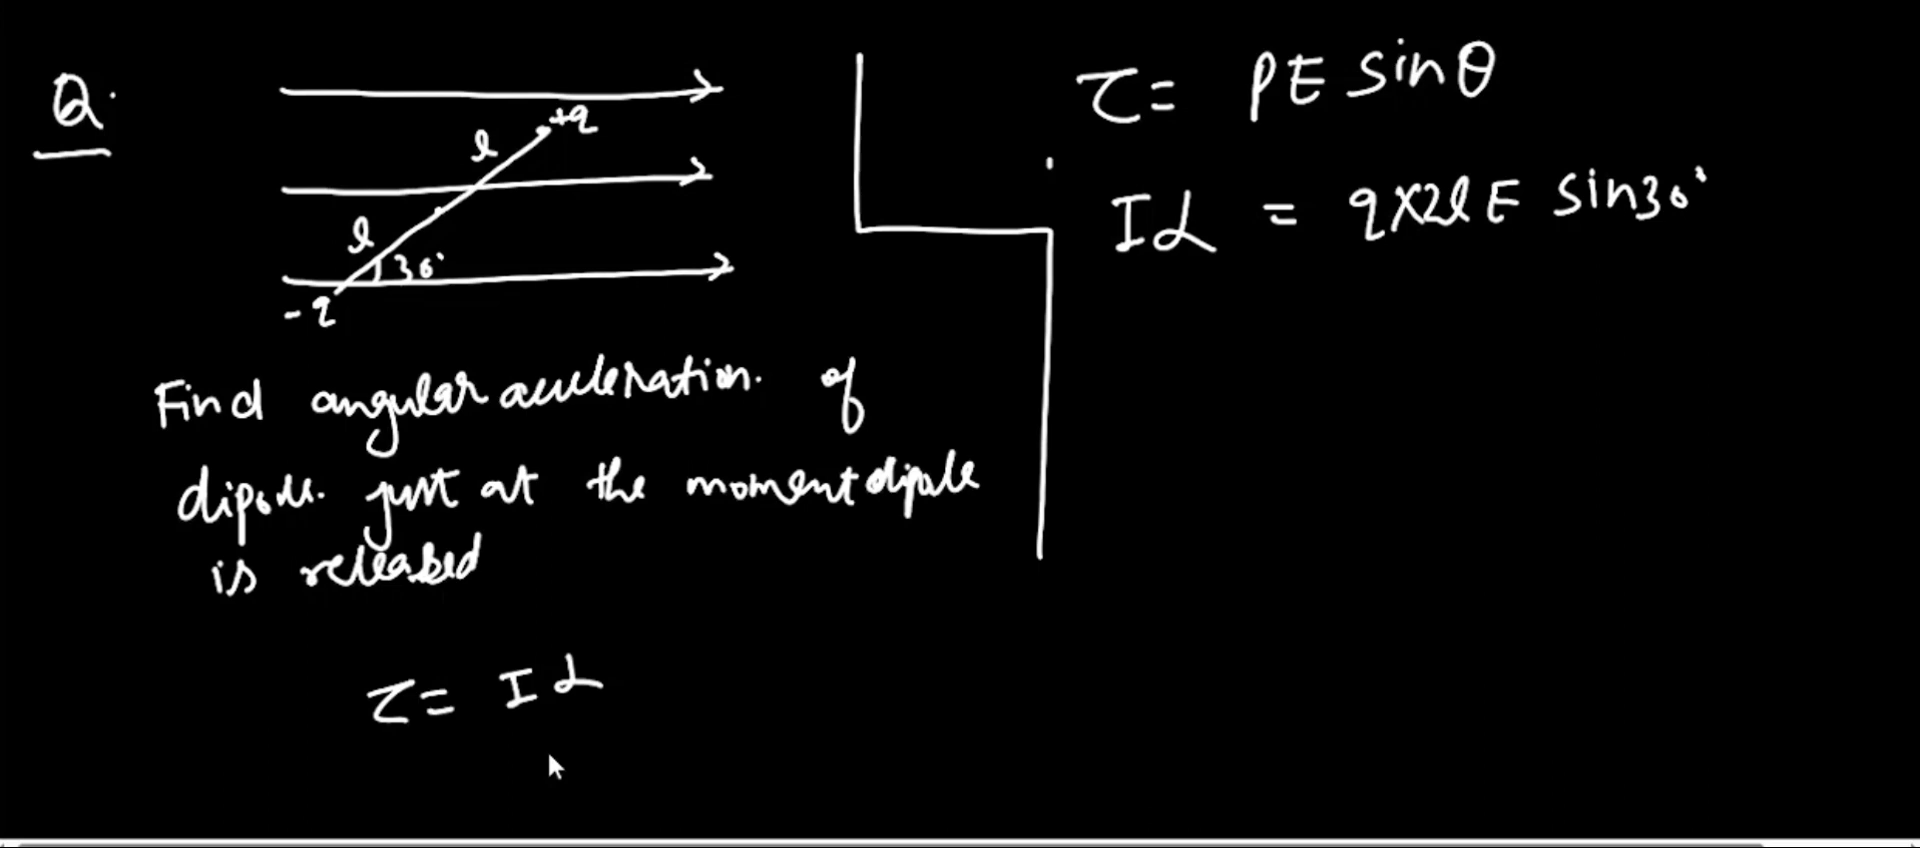 Q.
+q
l
l
30°
-q
Find angular acceleration. of
dipole. just at the moment dipole
is released
τ = Iα
τ = PE sinθ
Iα = q×2lE sin30°